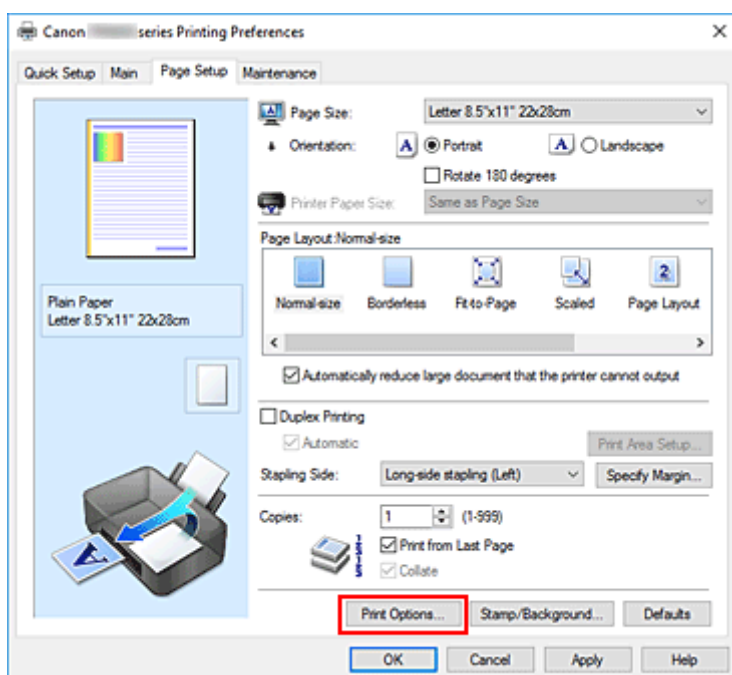 Canon series Printing Preferences
Quick Setup Main Page Setup Maintenance
Page Size: Letter 8.5"x11" 22x28cm
Orientation: A Portrait A Landscape
Rotate 180 degrees
Printer Paper Size: Same as Page Size
Page Layout:Normal-size
Normal-size Borderless Fit-to-Page Scaled Page Layout
Plain Paper
Letter 8.5"x11" 22x28cm
Automatically reduce large document that the printer cannot output
Duplex Printing
Automatic Print Area Setup...
Stapling Side: Long-side stapling (Left) Specify Margin...
Copies: 1 (1-999)
Print from Last Page
Collate
Print Options... Stamp/Background... Defaults
OK Cancel Apply Help